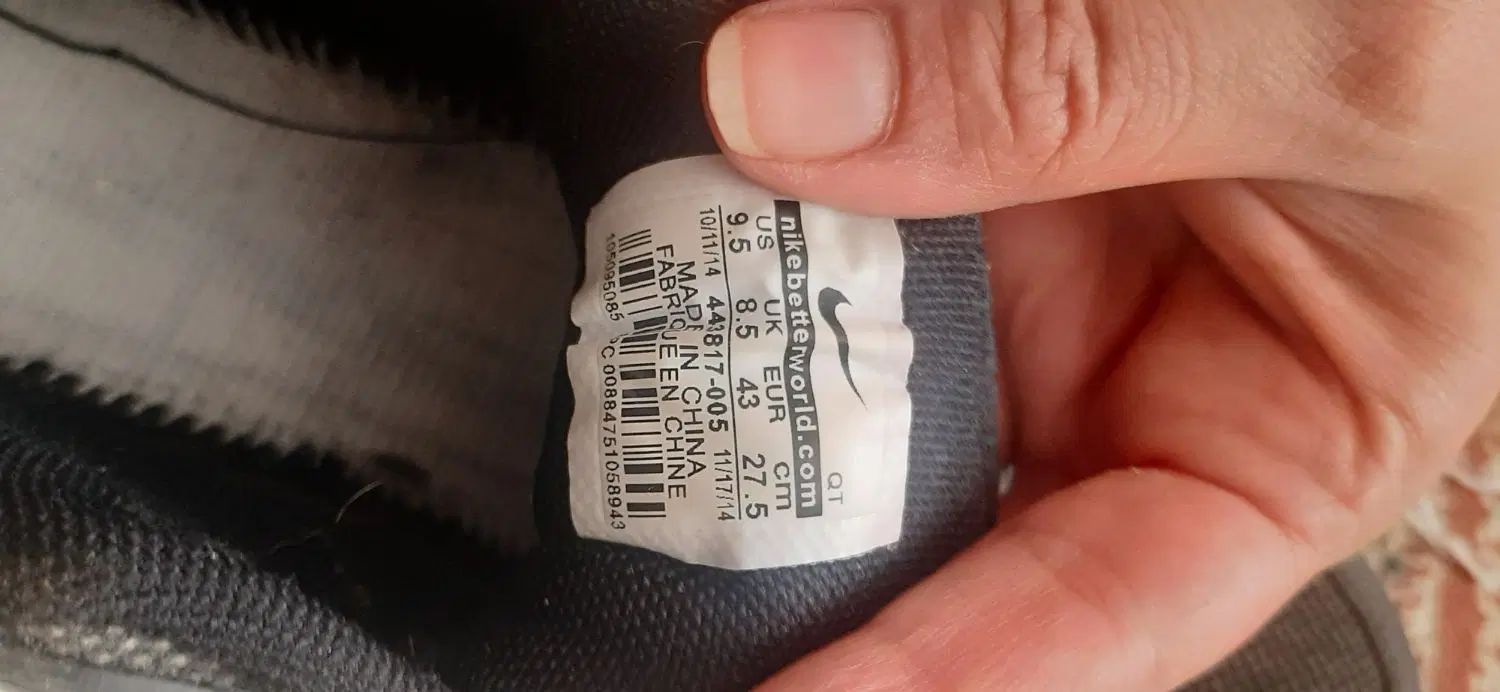 QT
nikebetterworld.com
US UK EUR cm
9.5 8.5 43 27.5
10/11/14 443817-005 11/17/14
MADE IN CHINA
FABRIQUE EN CHINE
C 00884751058943